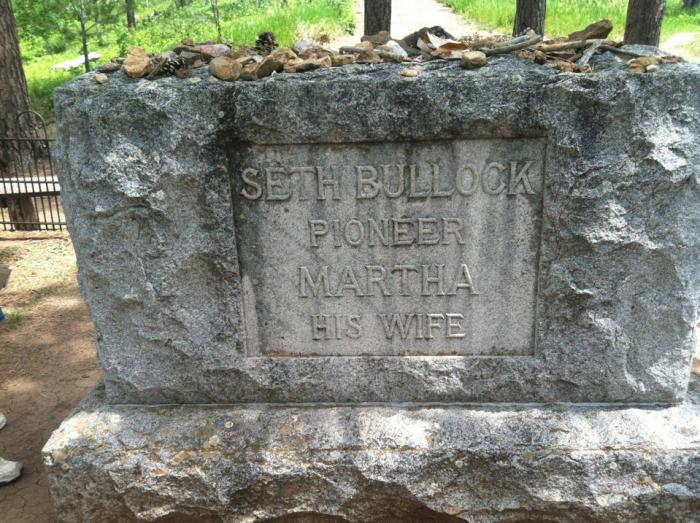 SETH BULLOCK
PIONEER
MARTHA
HIS WIFE